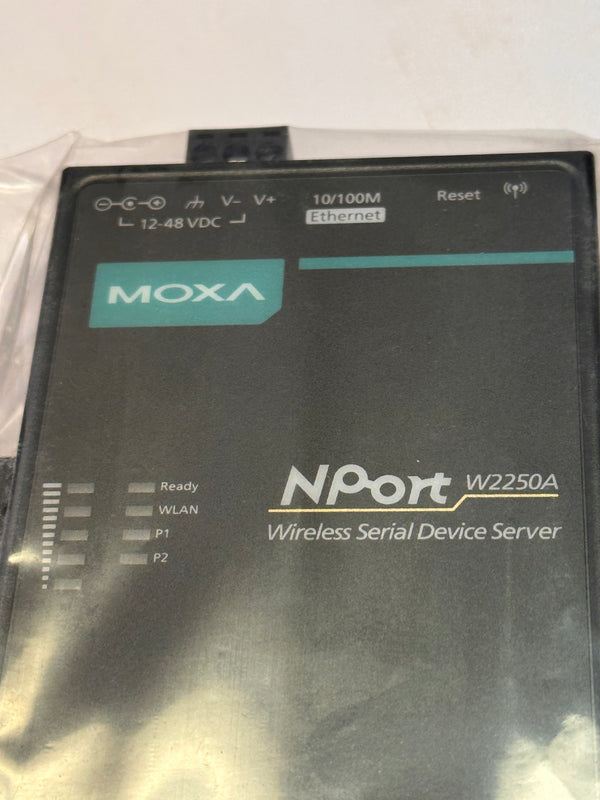 V- V+
12-48 VDC
10/100M
Ethernet
Reset
MOXA
Ready
WLAN
P1
P2
NPort W2250A
Wireless Serial Device Server